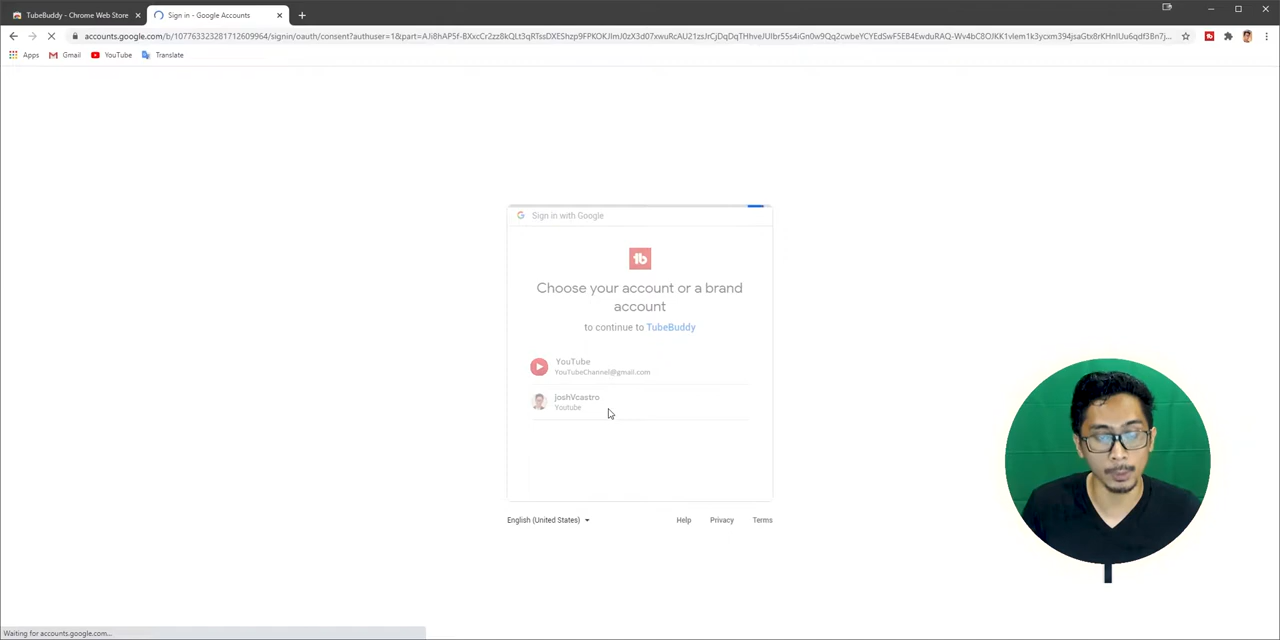 TubeBuddy - Chrome Web Store
Sign in - Google Accounts
Apps
Gmail
YouTube
Translate
Sign in with Google
tb
Choose your account or a brand
account
to continue to TubeBuddy
YouTube
YouTubeChannel@gmail.com
joshVcastro
Youtube
English (United States)
Help
Privacy
Terms
Waiting for accounts.google.com...